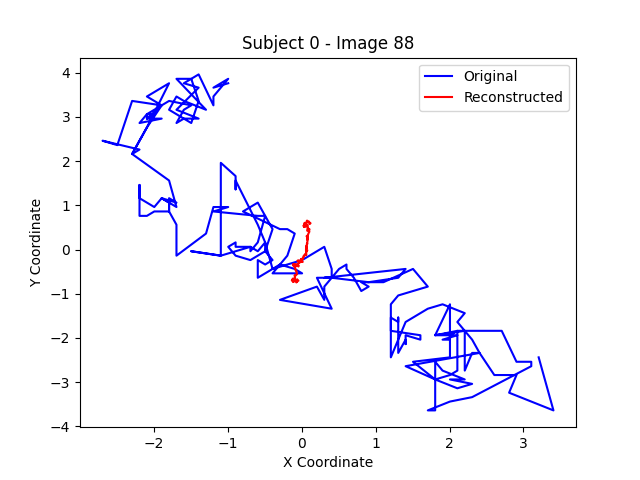 Subject 0 - Image 88
Original
Reconstructed
Y Coordinate
4
3
2
1
0
−1
−2
−3
−4
−2 −1 0 1 2 3
X Coordinate